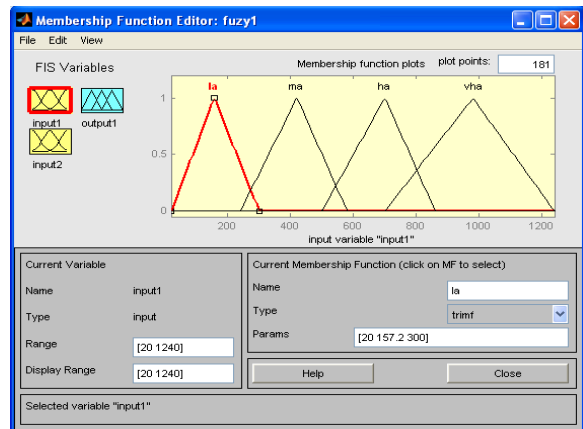 Membership Function Editor: fuzy1
File Edit View
FIS Variables
Membership function plots plot points: 181
input1 output1
input2
la ma ha vha
1
0.5
0
200 400 600 800 1000 1200
input variable "input1"
Current Variable
Name input1
Type input
Range [20 1240]
Display Range [20 1240]
Current Membership Function (click on MF to select)
Name la
Type trimf
Params [20 157.2 300]
Help Close
Selected variable "input1"